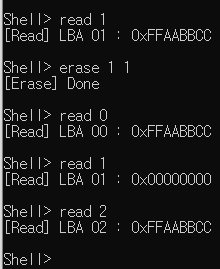 Shell> read 1
[Read] LBA 01 : 0xFFAABBCC
Shell> erase 1 1
[Erase] Done
Shell> read 0
[Read] LBA 00 : 0xFFAABBCC
Shell> read 1
[Read] LBA 01 : 0x00000000
Shell> read 2
[Read] LBA 02 : 0xFFAABBCC
Shell>